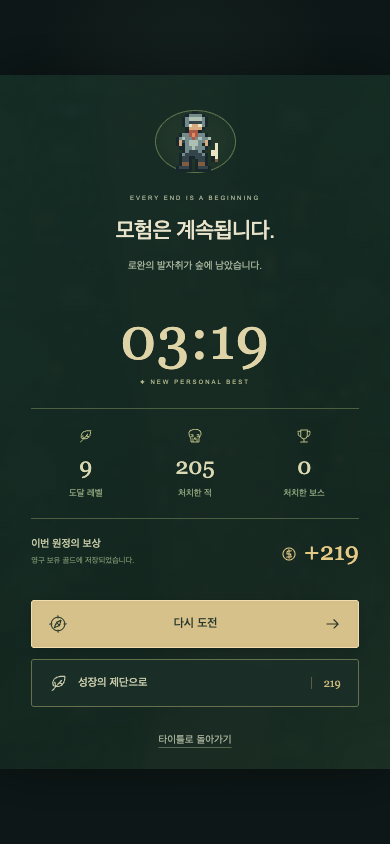 EVERY END IS A BEGINNING
모험은 계속됩니다.
로완의 발자취가 숲에 남았습니다.
03:19
✦ NEW PERSONAL BEST
9
205
0
도달 레벨
처치한 적
처치한 보스
이번 원정의 보상
영구 보유 골드에 저장되었습니다.
+219
다시 도전
성장의 제단으로
219
타이틀로 돌아가기